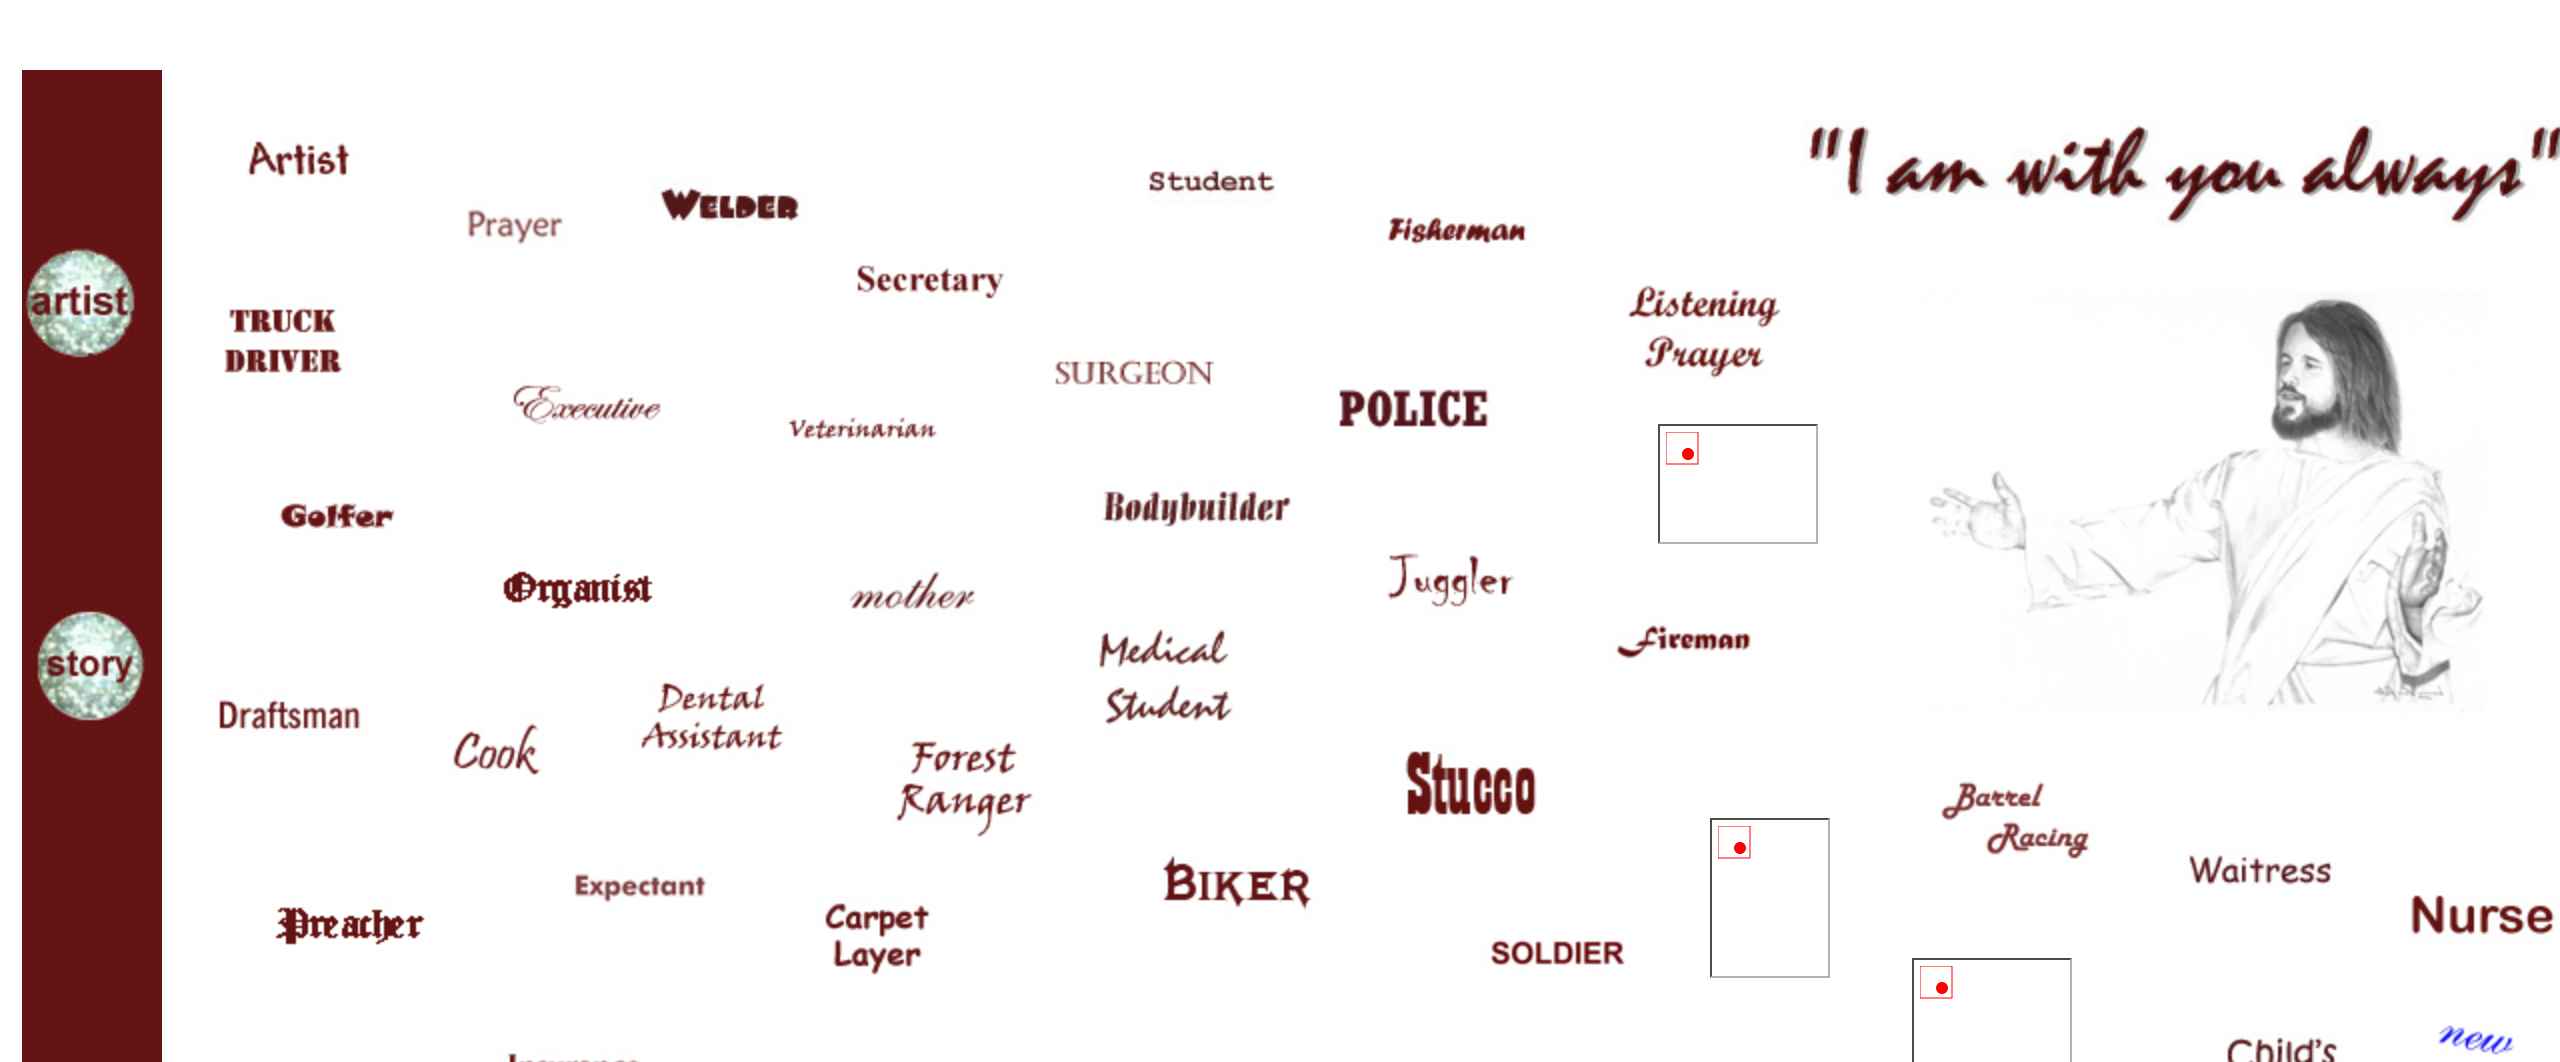 "I am with you always"
Artist
Prayer
WELDER
Student
Fisherman
Secretary
artist
TRUCK
DRIVER
Listening
Prayer
Executive
Veterinarian
SURGEON
POLICE
Golfer
Bodybuilder
Organist
mother
Juggler
Medical
Student
Fireman
story
Draftsman
Cook
Dental
Assistant
Forest
Ranger
Stucco
Barrel
Racing
Waitress
Nurse
Expectant
BIKER
Preacher
Carpet
Layer
SOLDIER
new
Child's